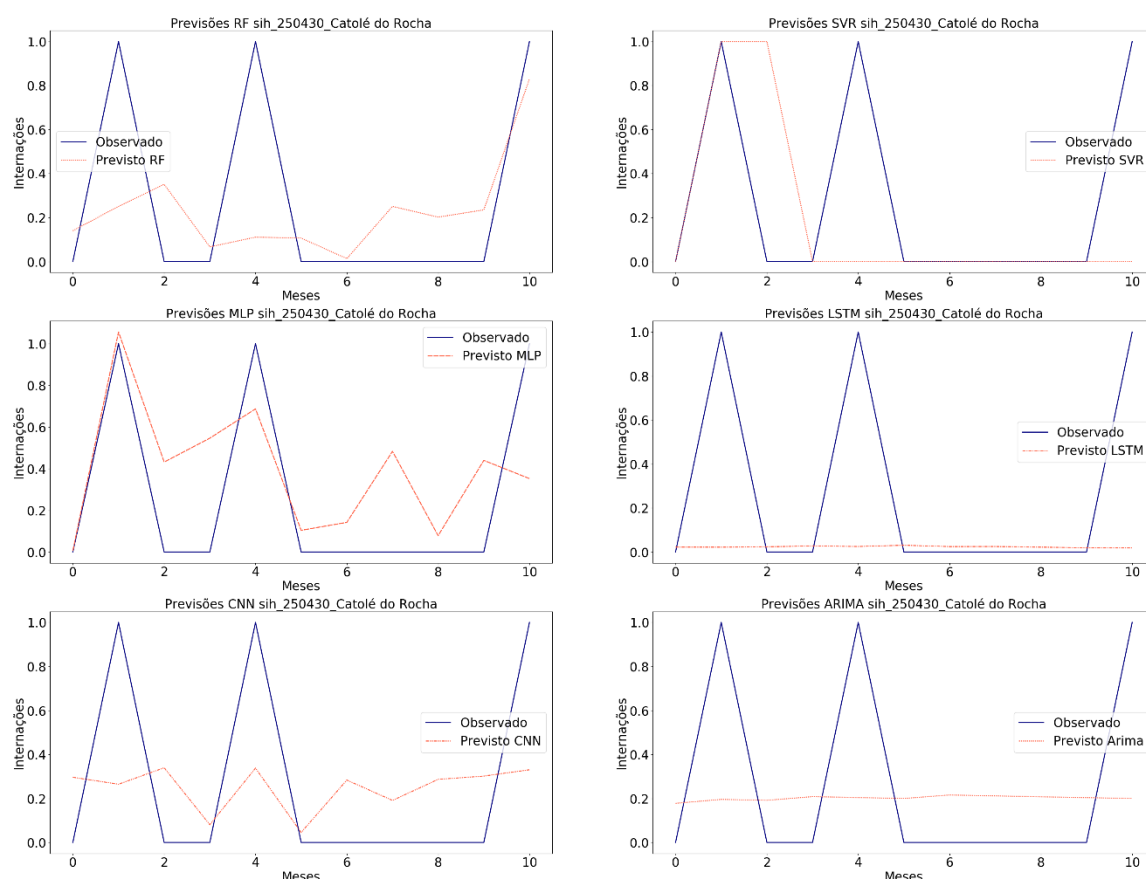 Previsões RF sih_250430_Catolé do Rocha
1.0
0.8
0.6
0.4
0.2
0.0
Internações
Observado
Previsto RF
0 2 4 6 8 10
Meses
Previsões SVR sih_250430_Catolé do Rocha
1.0
0.8
0.6
0.4
0.2
0.0
Internações
Observado
Previsto SVR
0 2 4 6 8 10
Meses
Previsões MLP sih_250430_Catolé do Rocha
1.0
0.8
0.6
0.4
0.2
0.0
Internações
Observado
Previsto MLP
0 2 4 6 8 10
Meses
Previsões LSTM sih_250430_Catolé do Rocha
1.0
0.8
0.6
0.4
0.2
0.0
Internações
Observado
Previsto LSTM
0 2 4 6 8 10
Meses
Previsões CNN sih_250430_Catolé do Rocha
1.0
0.8
0.6
0.4
0.2
0.0
Internações
Observado
Previsto CNN
0 2 4 6 8 10
Meses
Previsões ARIMA sih_250430_Catolé do Rocha
1.0
0.8
0.6
0.4
0.2
0.0
Internações
Observado
Previsto Arima
0 2 4 6 8 10
Meses